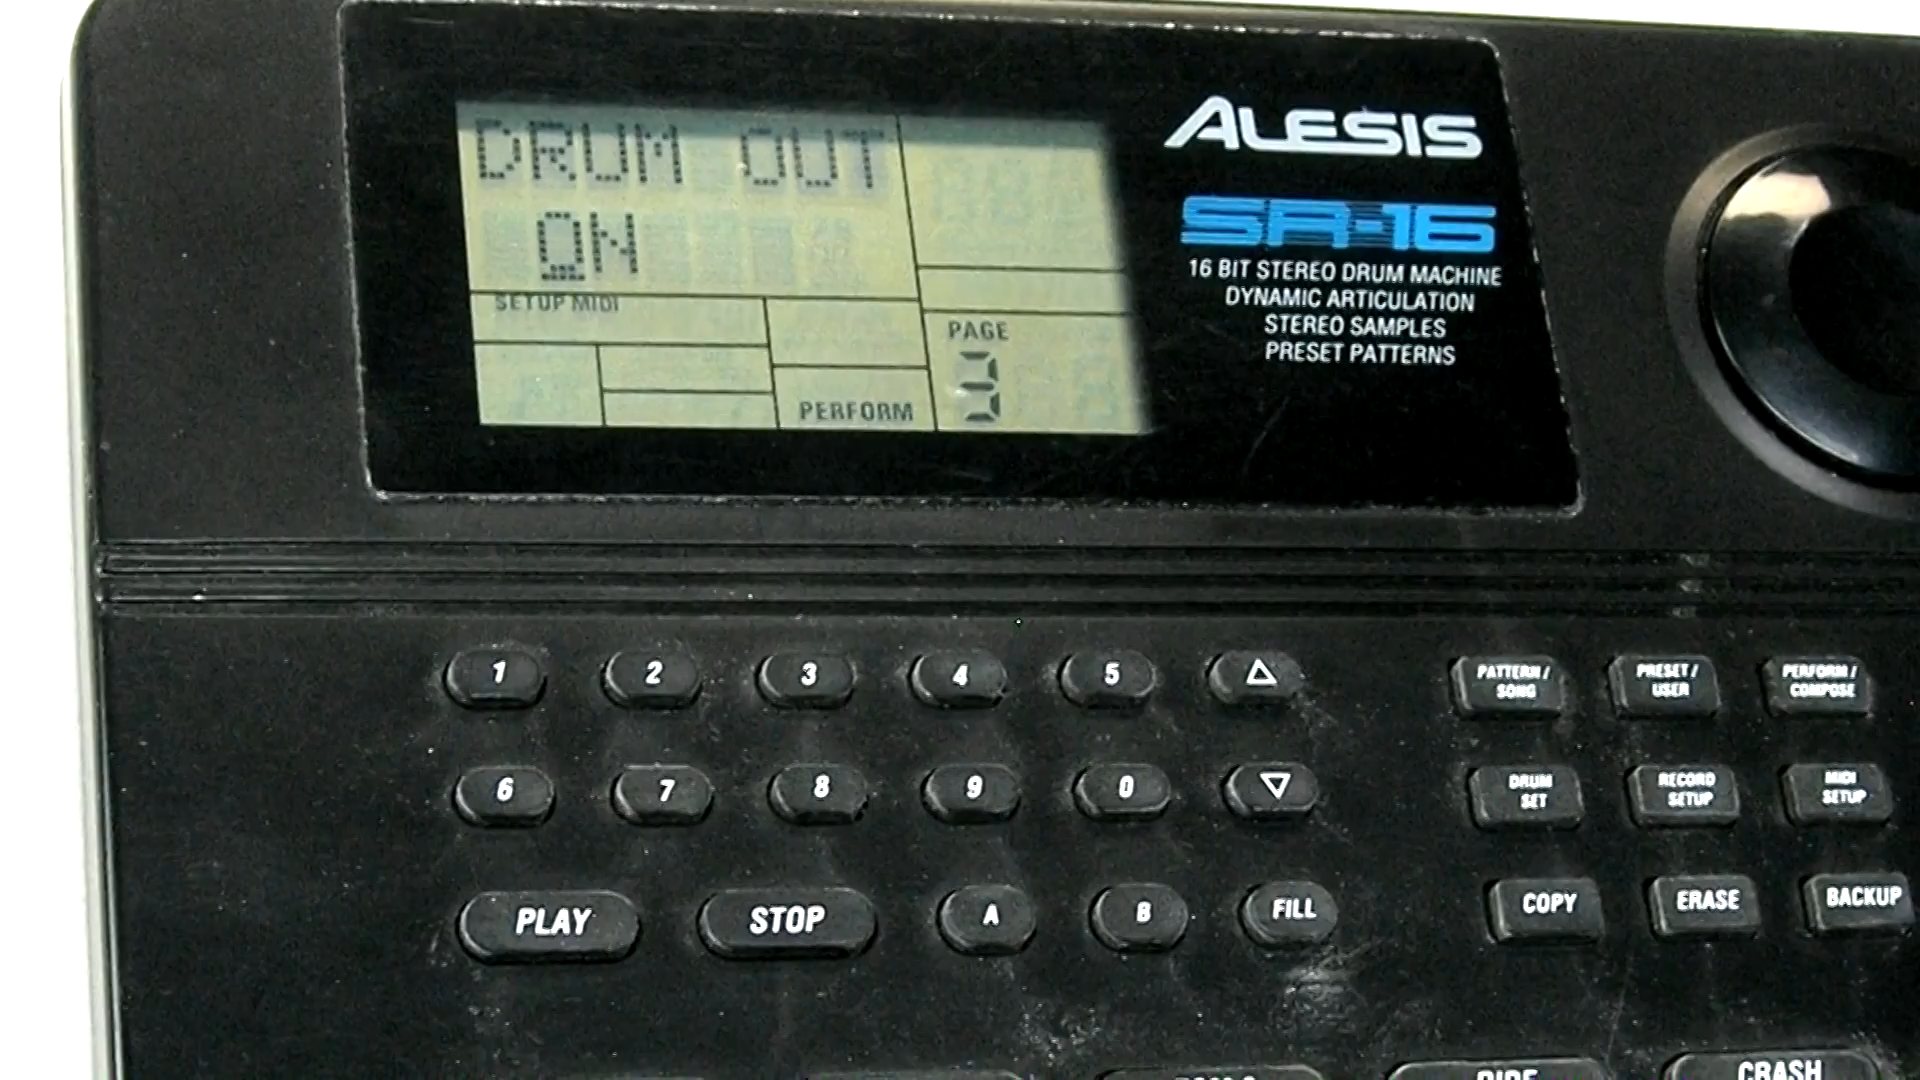 DRUM OUT
ON
SETUP MIDI
PERFORM
PAGE
3
ALESIS
SR-16
16 BIT STEREO DRUM MACHINE
DYNAMIC ARTICULATION
STEREO SAMPLES
PRESET PATTERNS
1 2 3 4 5 △
PATTERN/
SONG
PRESET/
USER
PERFORM/
COMPOSE
6 7 8 9 0 ▽
DRUM
SET
RECORD
SETUP
MIDI
SETUP
PLAY STOP A B FILL
COPY ERASE BACKUP
RIDE
CRASH